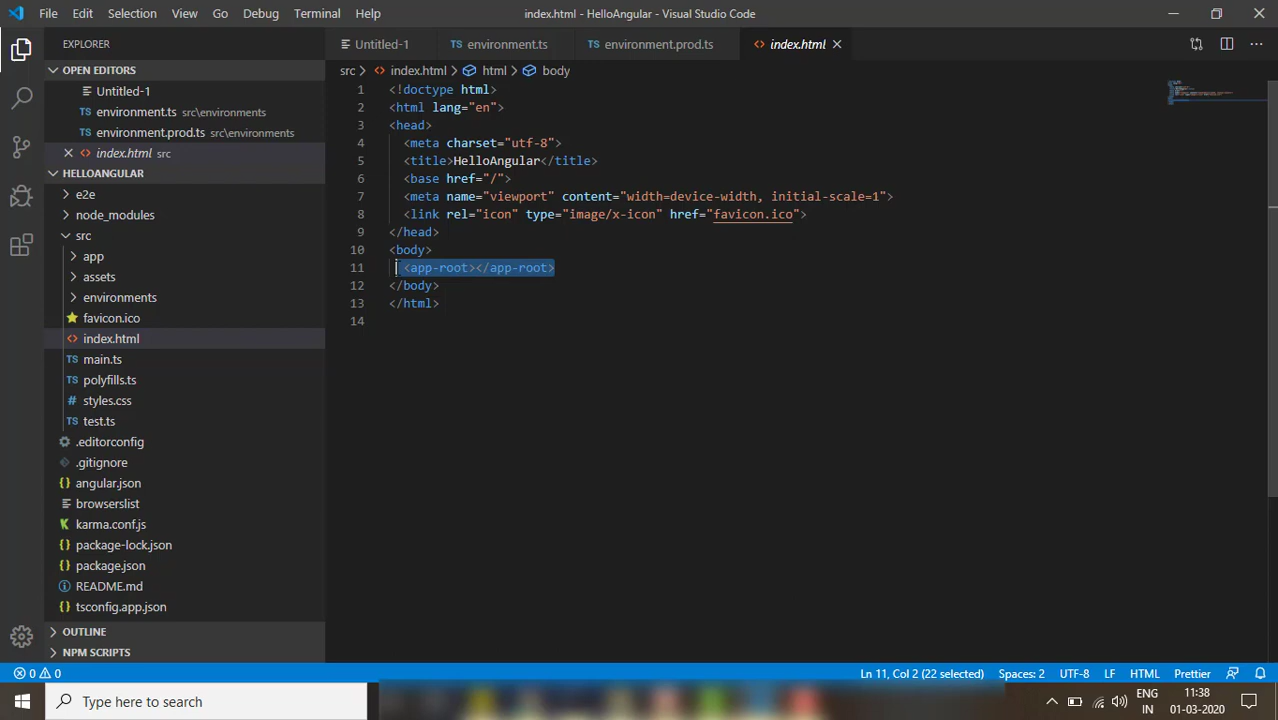 File Edit Selection View Go Debug Terminal Help
index.html - HelloAngular - Visual Studio Code
EXPLORER
OPEN EDITORS
Untitled-1
environment.ts src\environments
environment.prod.ts src\environments
index.html src
HELLOANGULAR
e2e
node_modules
src
app
assets
environments
favicon.ico
index.html
TS main.ts
TS polyfills.ts
# styles.css
TS test.ts
.editorconfig
.gitignore
{} angular.json
browserslist
karma.conf.js
{} package-lock.json
{} package.json
README.md
{} tsconfig.app.json
OUTLINE
NPM SCRIPTS
Untitled-1 TS environment.ts TS environment.prod.ts <> index.html
src > <> index.html > html > body
1 <!doctype html>
2 <html lang="en">
3 <head>
4 <meta charset="utf-8">
5 <title>HelloAngular</title>
6 <base href="/">
7 <meta name="viewport" content="width=device-width, initial-scale=1">
8 <link rel="icon" type="image/x-icon" href="favicon.ico">
9 </head>
10 <body>
11 <app-root></app-root>
12 </body>
13 </html>
14
0 0
Ln 11, Col 2 (22 selected) Spaces: 2 UTF-8 LF HTML Prettier
Type here to search
ENG
IN
11:38
01-03-2020